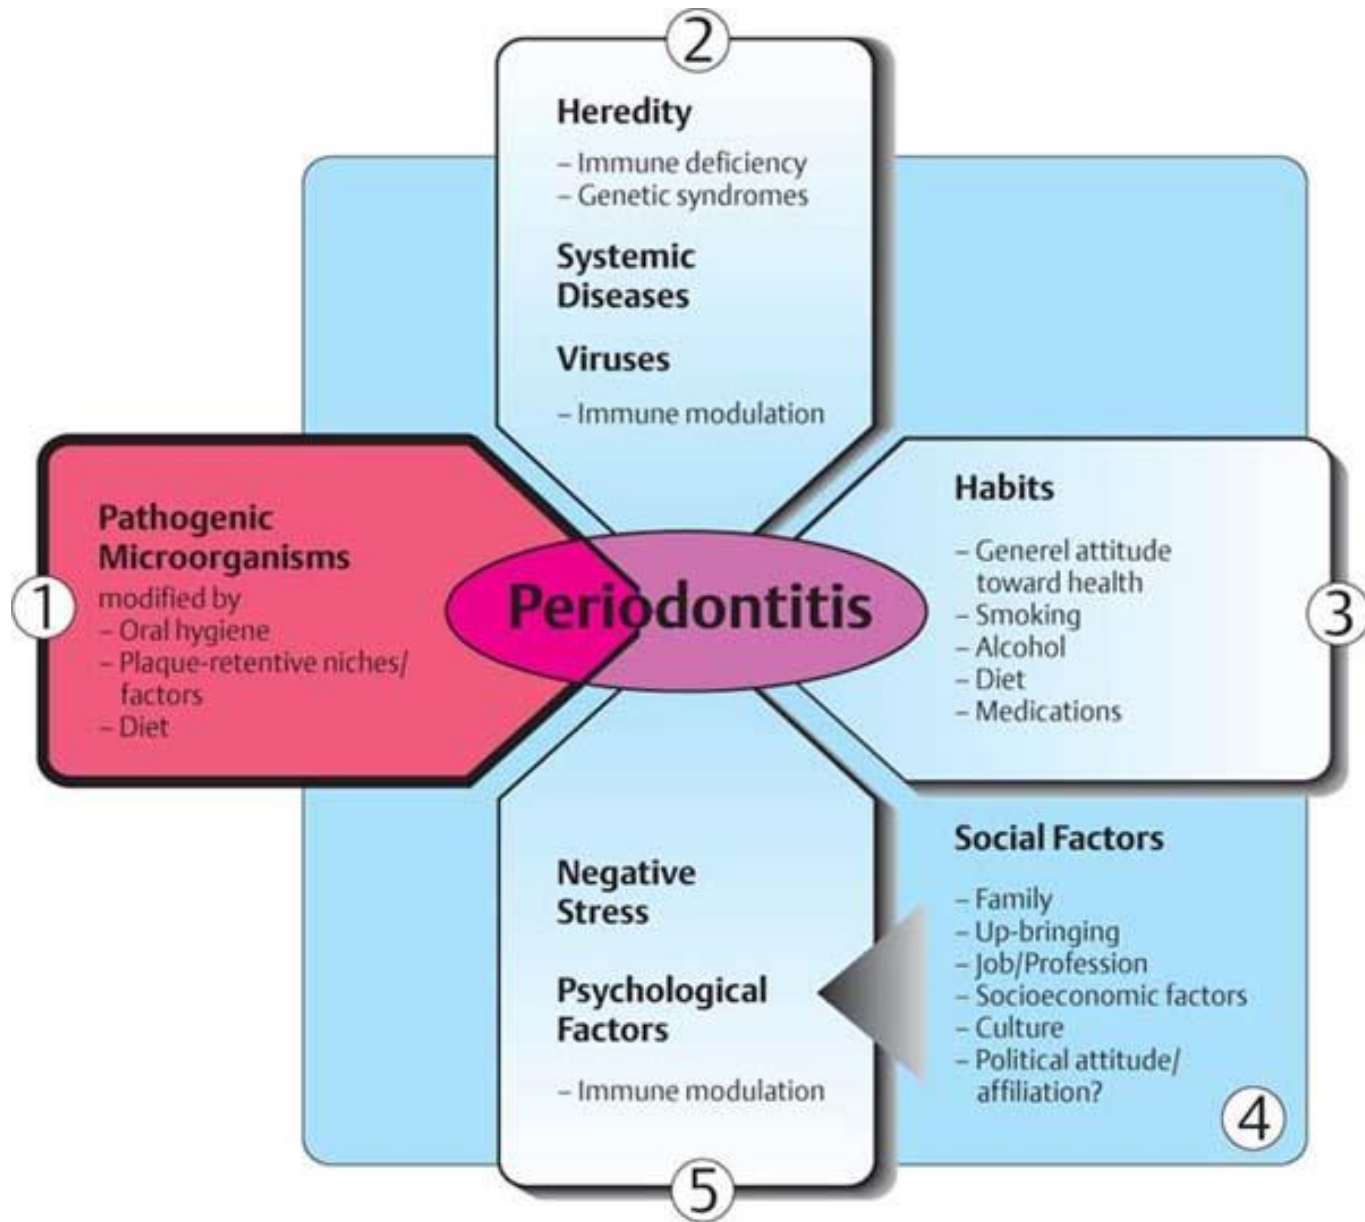 2
Heredity
– Immune deficiency
– Genetic syndromes
Systemic
Diseases
Viruses
– Immune modulation
1
Pathogenic
Microorganisms
modified by
– Oral hygiene
– Plaque-retentive niches/
factors
– Diet
Periodontitis
3
Habits
– Generel attitude
toward health
– Smoking
– Alcohol
– Diet
– Medications
Social Factors
– Family
– Up-bringing
– Job/Profession
– Socioeconomic factors
– Culture
– Political attitude/
affiliation?
4
Negative
Stress
Psychological
Factors
– Immune modulation
5